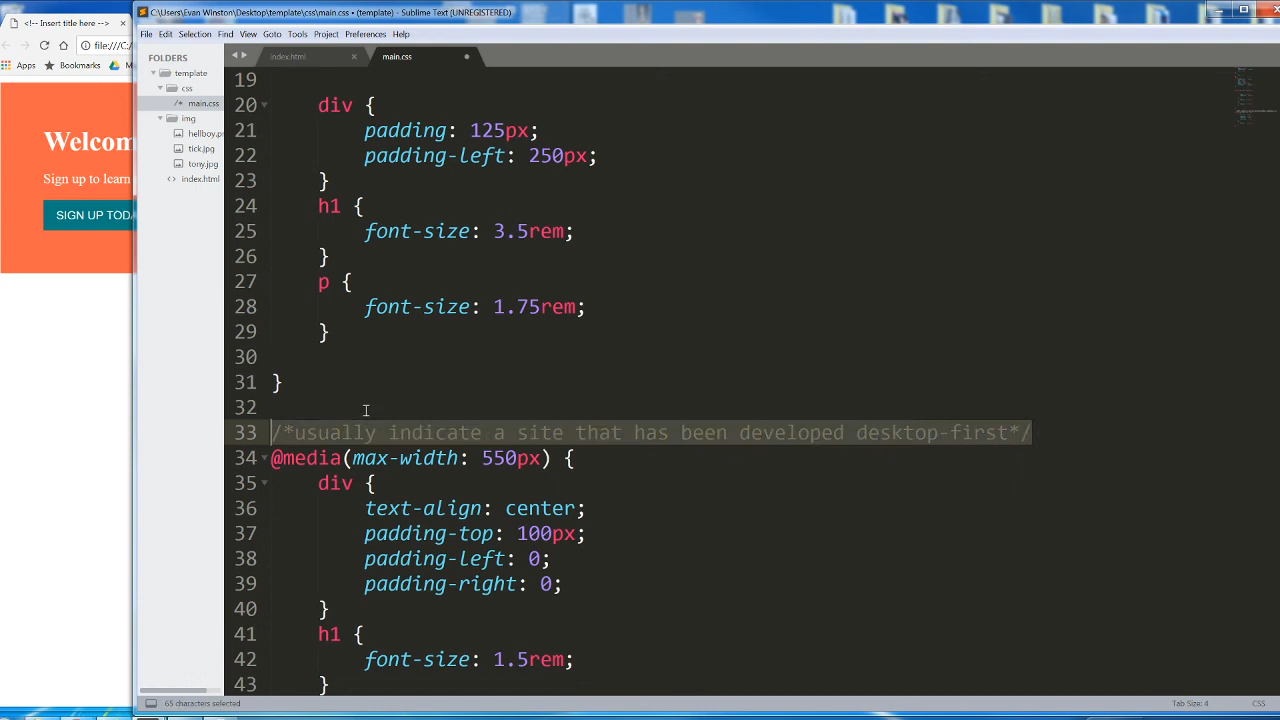 C:\Users\Evan Winston\Desktop\template\css\main.css • (template) - Sublime Text (UNREGISTERED)
<!-- Insert title here -->
file:///C:/
Apps
Bookmarks
File Edit Selection Find View Goto Tools Project Preferences Help
FOLDERS
template
css
/* main.css
img
hellboy.p
tick.jpg
tony.jpg
<> index.html
index.html
main.css
Welcom
Sign up to learn
SIGN UP TODA
19
20 div {
21 padding: 125px;
22 padding-left: 250px;
23 }
24 h1 {
25 font-size: 3.5rem;
26 }
27 p {
28 font-size: 1.75rem;
29 }
30
31 }
32
33 /*usually indicate a site that has been developed desktop-first*/
34 @media(max-width: 550px) {
35 div {
36 text-align: center;
37 padding-top: 100px;
38 padding-left: 0;
39 padding-right: 0;
40 }
41 h1 {
42 font-size: 1.5rem;
43 }
65 characters selected
Tab Size: 4
CSS